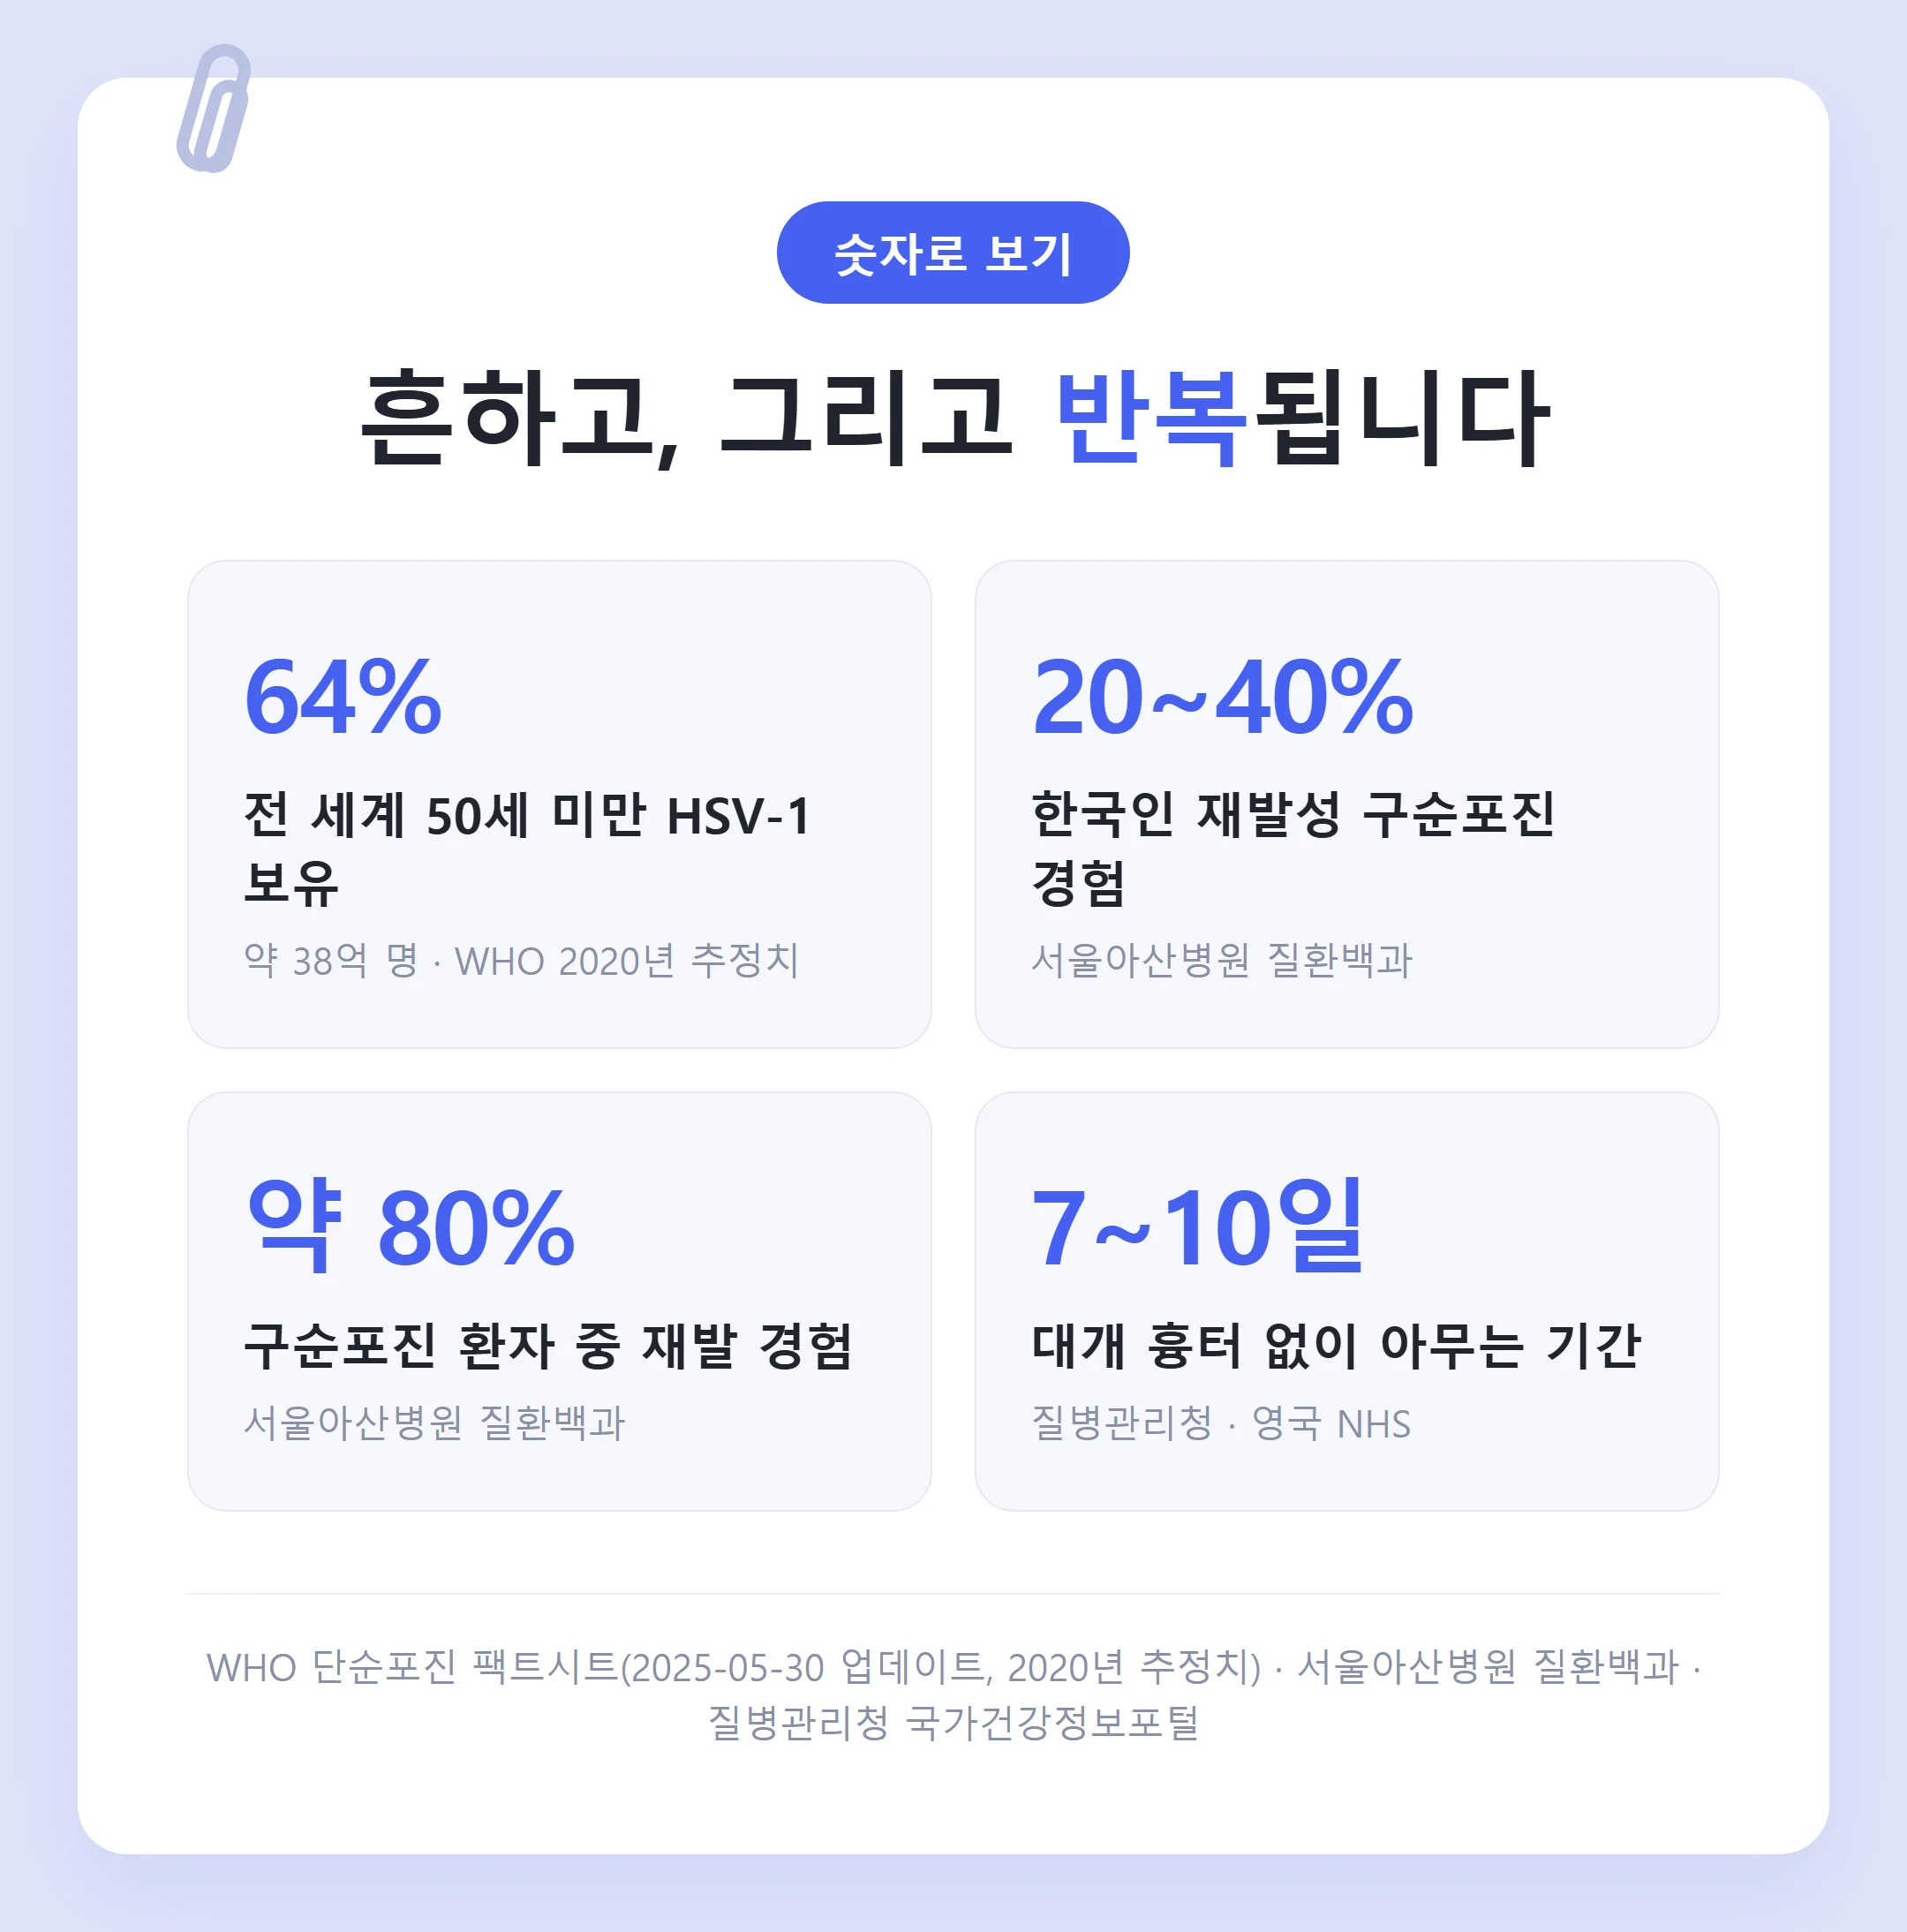 숫자로 보기
흔하고, 그리고 반복됩니다
64%
전 세계 50세 미만 HSV-1
보유
약 38억 명 · WHO 2020년 추정치
20~40%
한국인 재발성 구순포진
경험
서울아산병원 질환백과
약 80%
구순포진 환자 중 재발 경험
서울아산병원 질환백과
7~10일
대개 흉터 없이 아무는 기간
질병관리청 · 영국 NHS
WHO 단순포진 팩트시트(2025-05-30 업데이트, 2020년 추정치) · 서울아산병원 질환백과 ·
질병관리청 국가건강정보포털